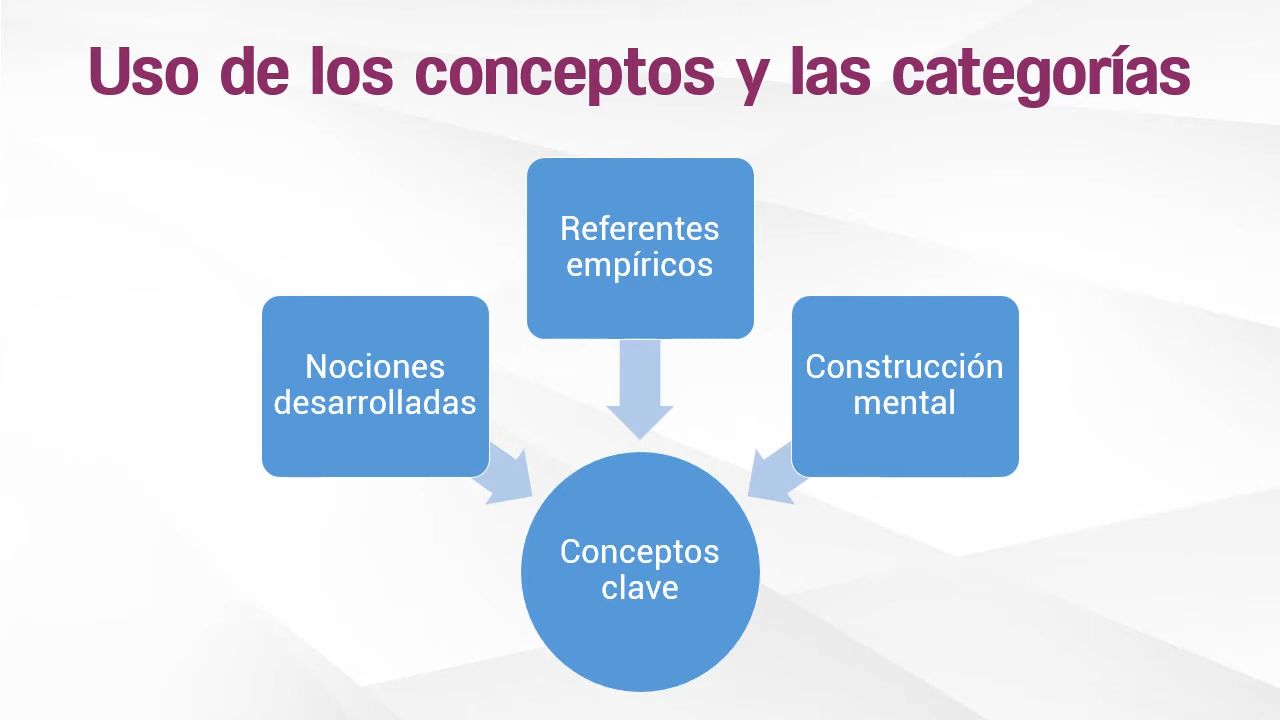 Uso de los conceptos y las categorías
Referentes
empíricos
Nociones
desarrolladas
Construcción
mental
Conceptos
clave